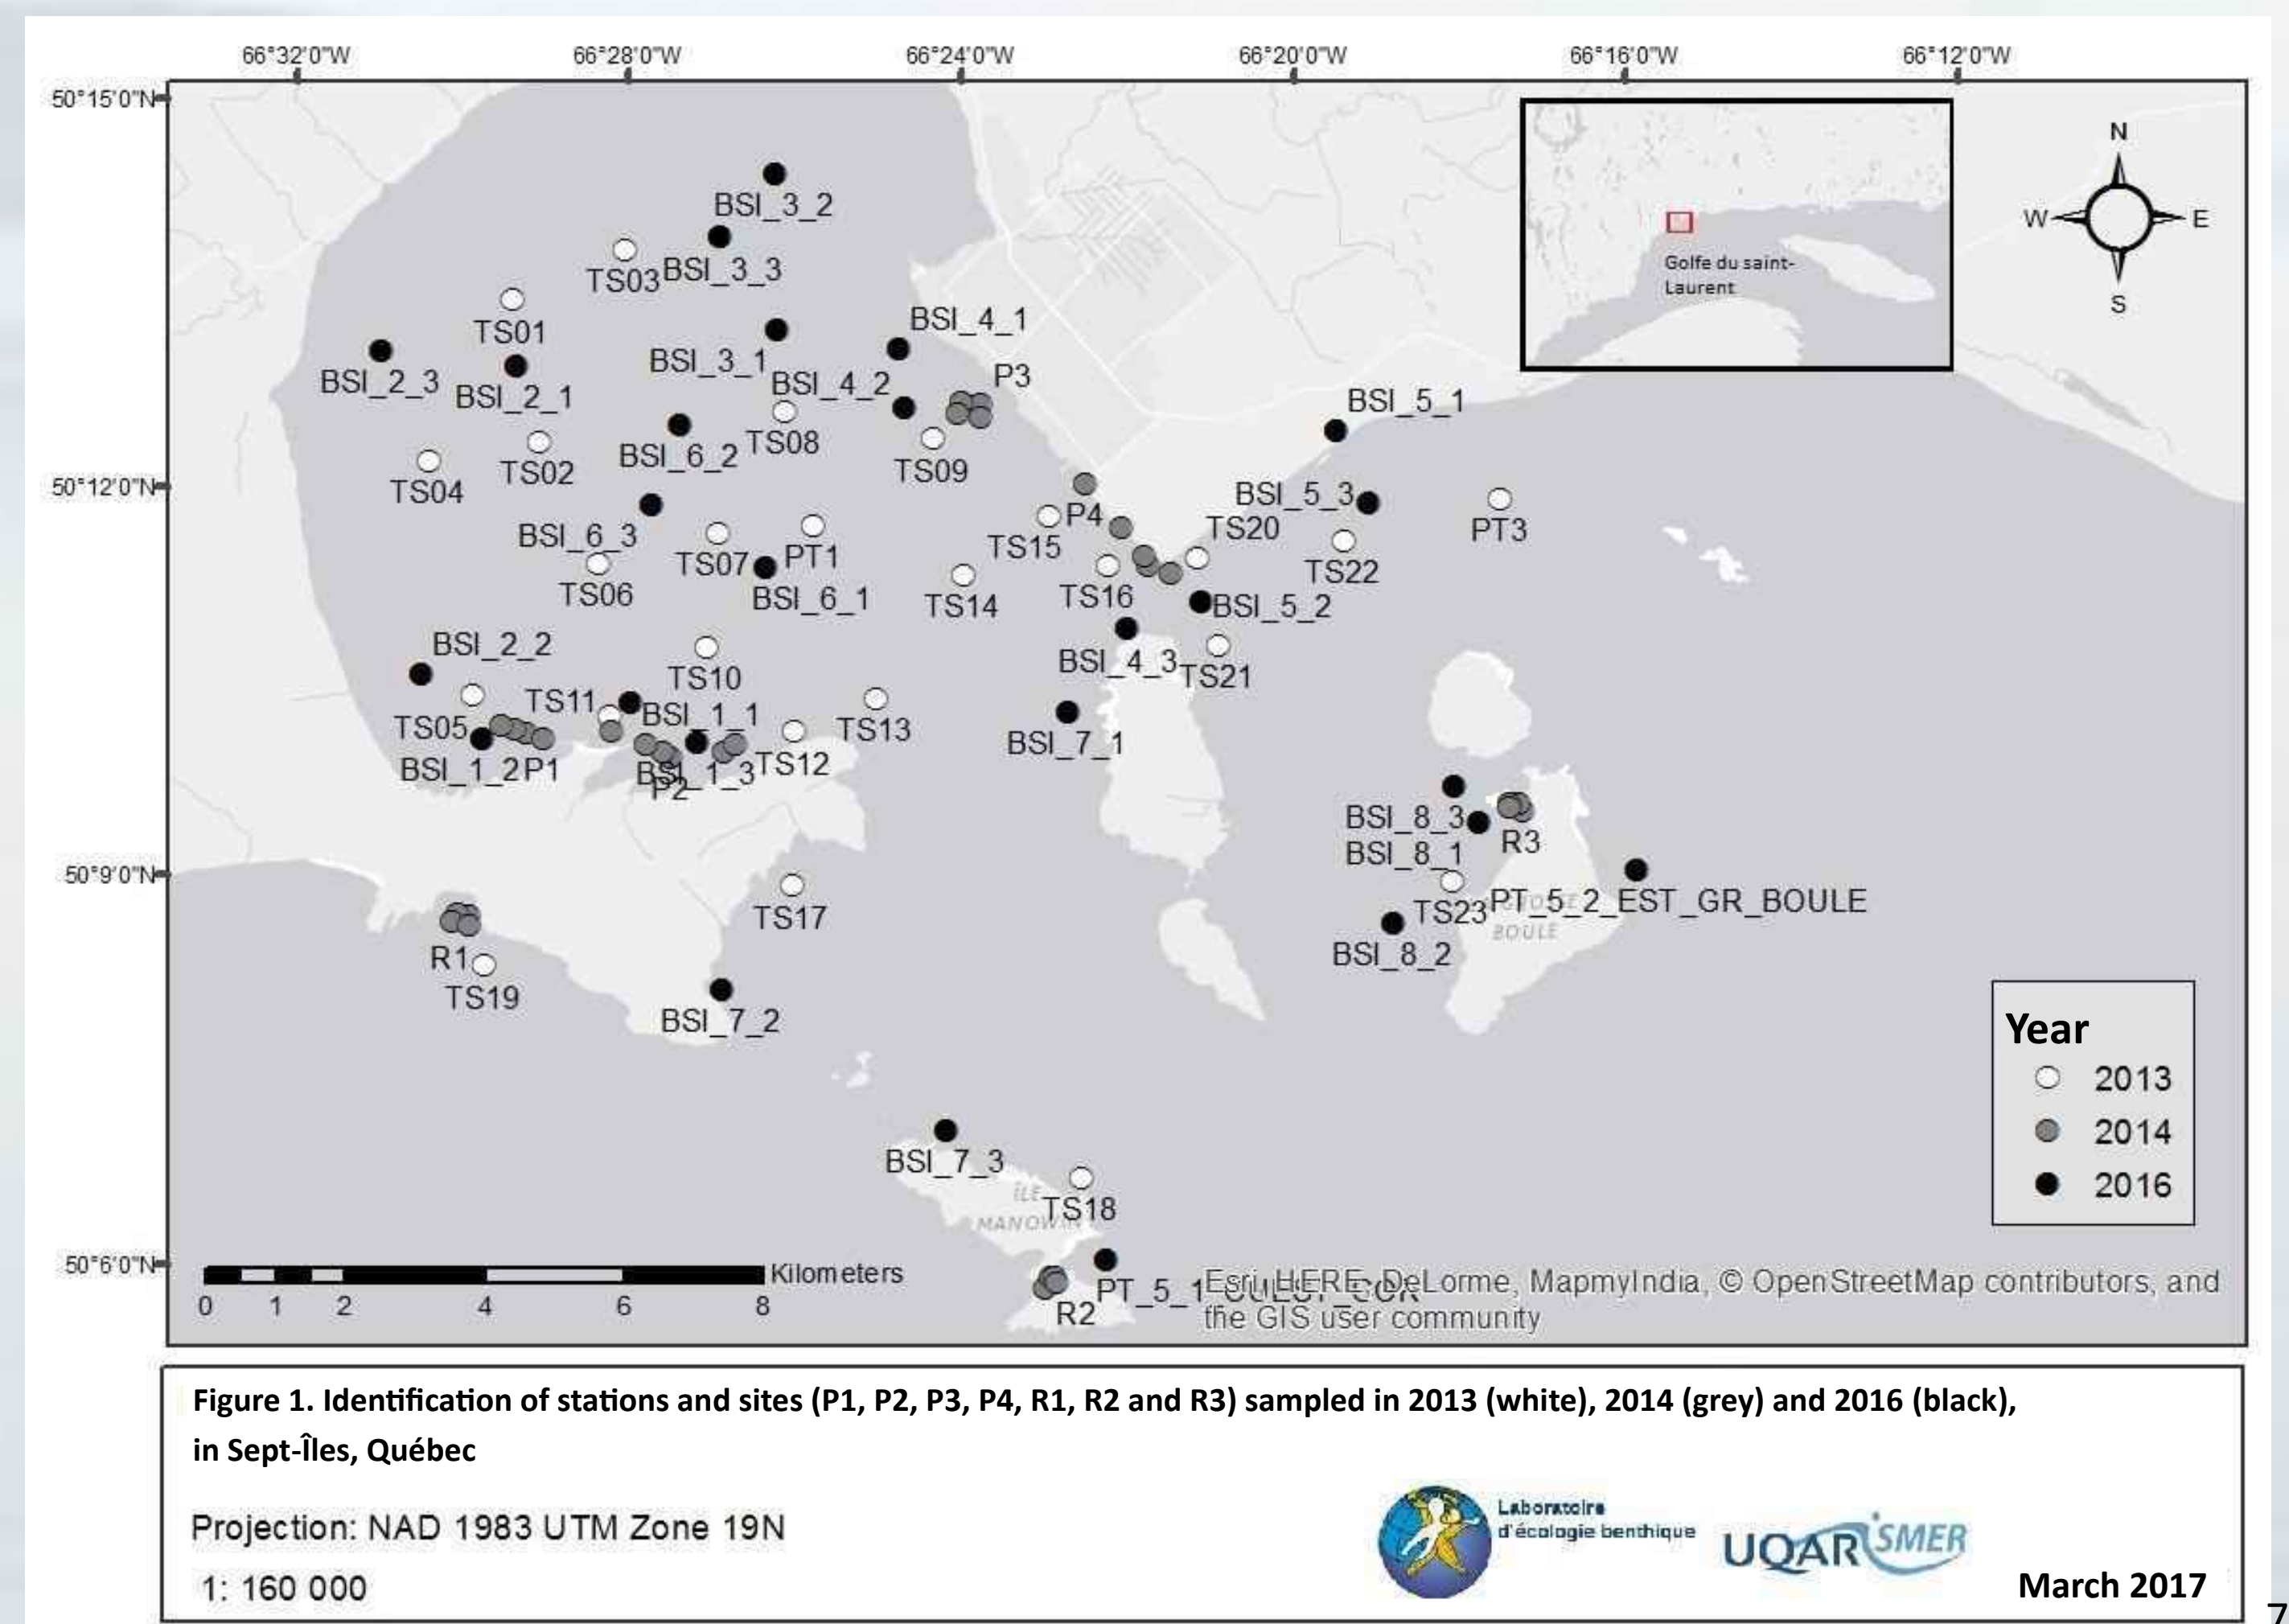 66°32'0"W 66°28'0"W 66°24'0"W 66°20'0"W 66°16'0"W 66°12'0"W
50°15'0"N
50°12'0"N
50°9'0"N
50°6'0"N
N
W E
S
Golfe du saint-
Laurent
BSI_3_2
TS03
BSI_3_3
TS01
BSI_4_1
BSI_3_1
BSI_2_3
BSI_2_1
BSI_4_2
P3
BSI_5_1
TS08
BSI_6_2
TS02
TS09
TS04
BSI_5_3
P4
TS20
PT3
BSI_6_3
TS15
TS07
PT1
TS22
TS06
BSI_6_1
TS14
TS16
BSI_5_2
BSI_2_2
BSI_4_3
TS10
TS21
TS11
BSI_1_1
TS05
TS13
BSI_7_1
BSI_1_2
P1
BSI_1_3
P2
TS12
BSI_8_3
R3
BSI_8_1
PT_5_2_EST_GR_BOULE
TS23
BOULE
TS17
BSI_8_2
R1
TS19
BSI_7_2
BSI_7_3
ÎLE
TS18
R2
Kilometers
0 1 2 4 6 8
Esri, HERE, DeLorme, MapmyIndia, © OpenStreetMap contributors, and
the GIS user community
Year
2013
2014
2016
Figure 1. Identification of stations and sites (P1, P2, P3, P4, R1, R2 and R3) sampled in 2013 (white), 2014 (grey) and 2016 (black),
in Sept-Îles, Québec
Projection: NAD 1983 UTM Zone 19N
1: 160 000
Laboratoire
d'écologie benthique
UQAR ISMER
March 2017
7